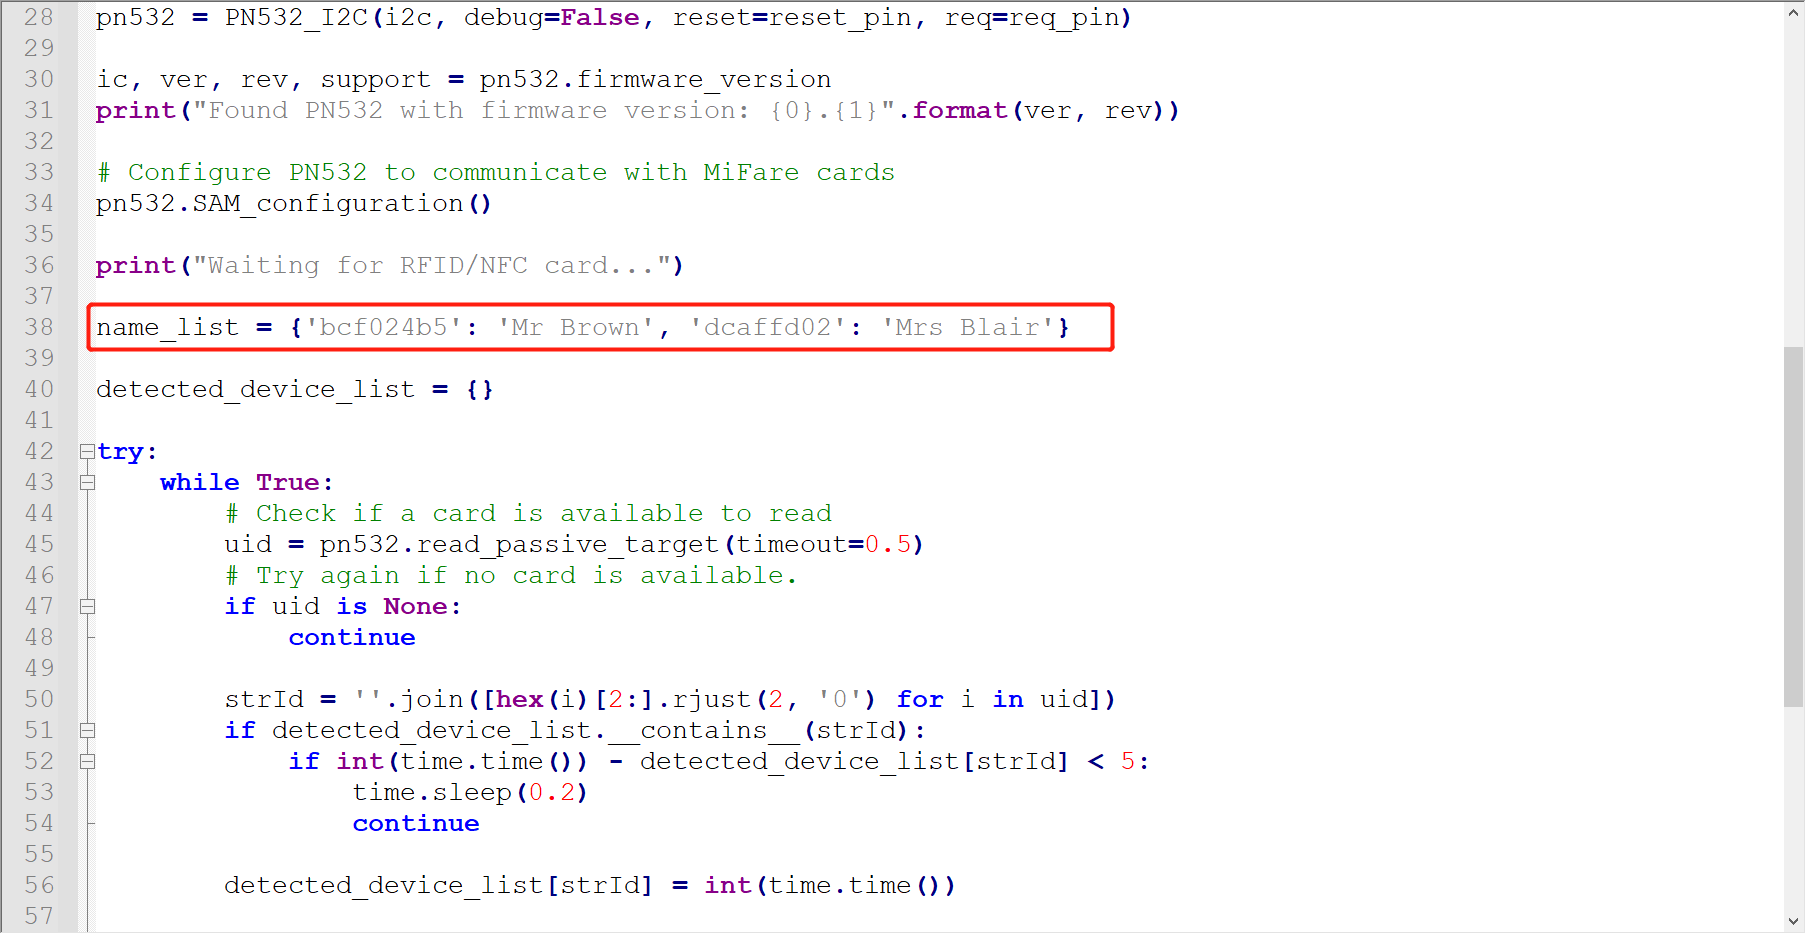 28 pn532 = PN532_I2C(i2c, debug=False, reset=reset_pin, req=req_pin)
29
30 ic, ver, rev, support = pn532.firmware_version
31 print("Found PN532 with firmware version: {0}.{1}".format(ver, rev))
32
33 # Configure PN532 to communicate with MiFare cards
34 pn532.SAM_configuration()
35
36 print("Waiting for RFID/NFC card...")
37
38 name_list = {'bcf024b5': 'Mr Brown', 'dcaffd02': 'Mrs Blair'}
39
40 detected_device_list = {}
41
42 try:
43     while True:
44         # Check if a card is available to read
45         uid = pn532.read_passive_target(timeout=0.5)
46         # Try again if no card is available.
47         if uid is None:
48             continue
49
50         strId = ''.join([hex(i)[2:].rjust(2, '0') for i in uid])
51         if detected_device_list.__contains__(strId):
52             if int(time.time()) - detected_device_list[strId] < 5:
53                 time.sleep(0.2)
54                 continue
55
56         detected_device_list[strId] = int(time.time())
57